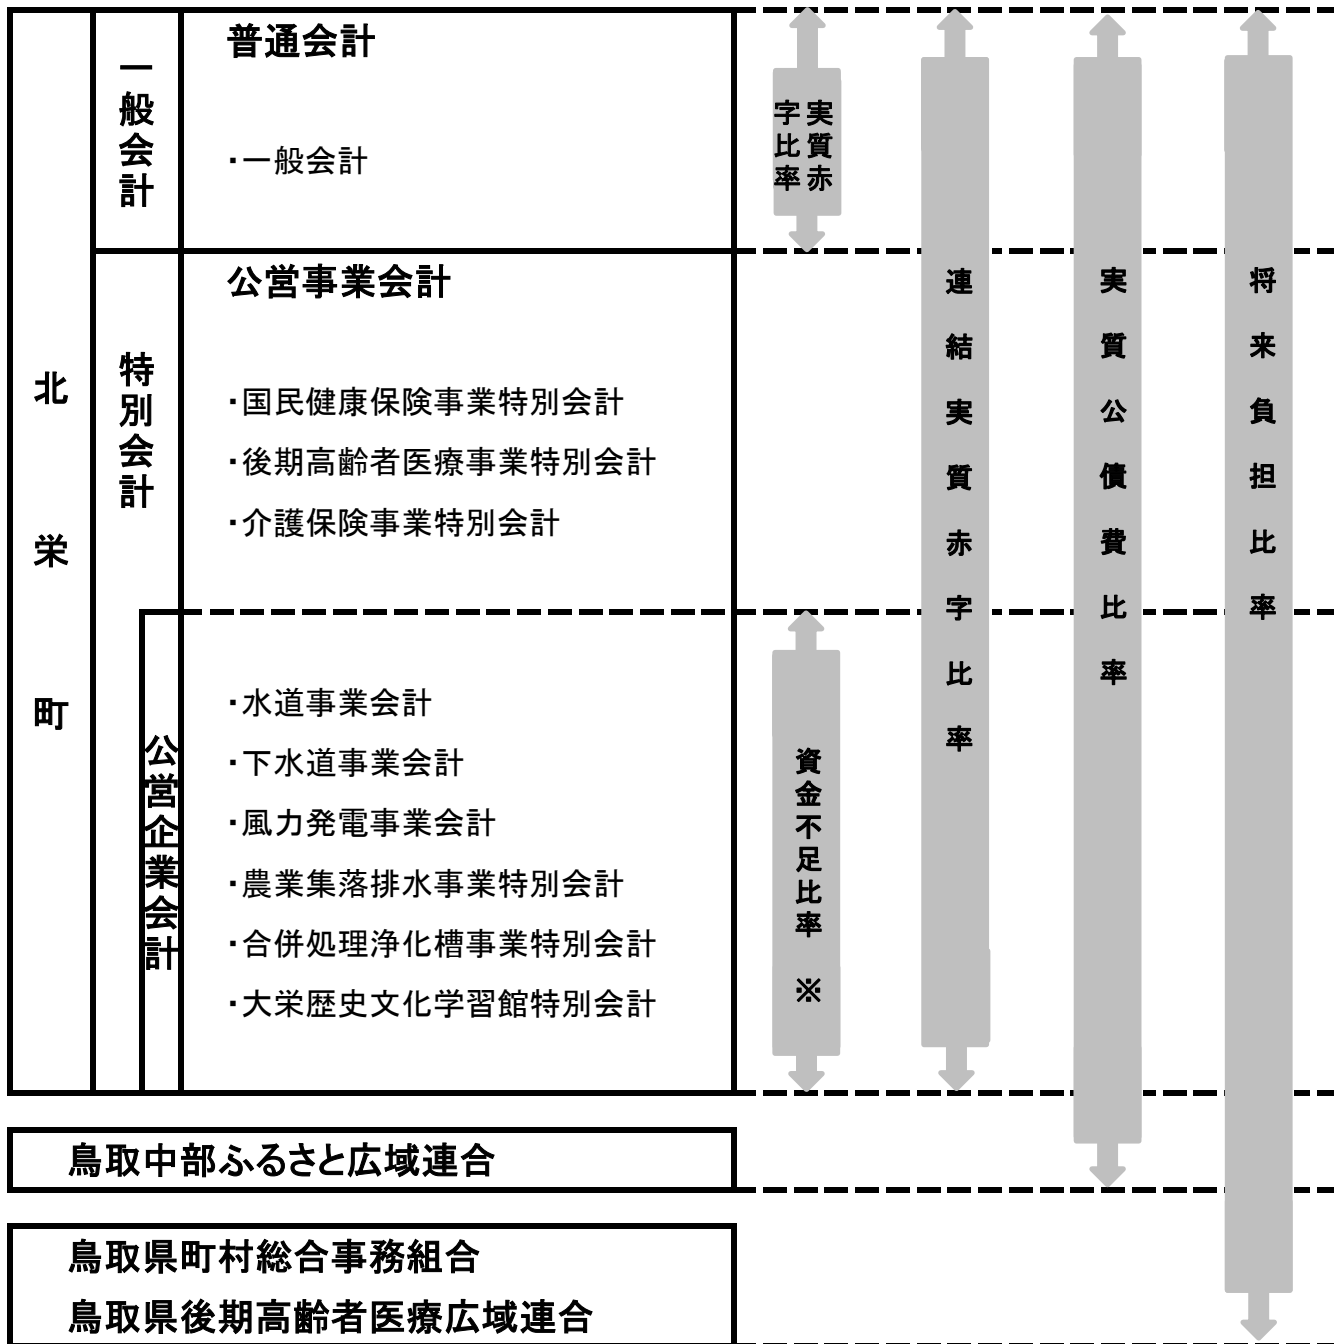 北栄町
一般会計
普通会計
・一般会計
実質赤字比率
特別会計
公営事業会計
・国民健康保険事業特別会計
・後期高齢者医療事業特別会計
・介護保険事業特別会計
公営企業会計
・水道事業会計
・下水道事業会計
・風力発電事業会計
・農業集落排水事業特別会計
・合併処理浄化槽事業特別会計
・大栄歴史文化学習館特別会計
資金不足比率 ※
連結実質赤字比率
実質公債費比率
将来負担比率
鳥取中部ふるさと広域連合
鳥取県町村総合事務組合
鳥取県後期高齢者医療広域連合